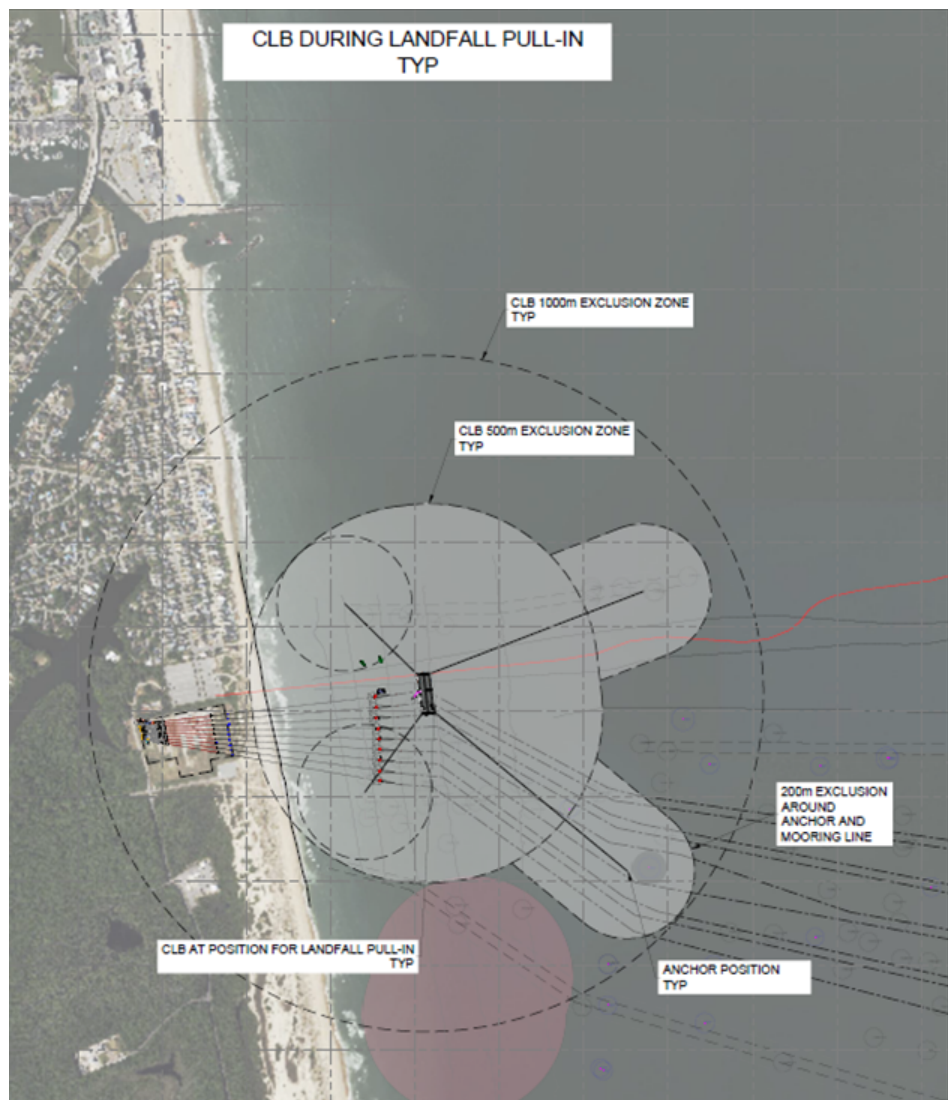 CLB DURING LANDFALL PULL-IN
TYP
CLB 1000m EXCLUSION ZONE
TYP
CLB 500m EXCLUSION ZONE
TYP
200m EXCLUSION
AROUND
ANCHOR AND
MOORING LINE
CLB AT POSITION FOR LANDFALL PULL-IN
TYP
ANCHOR POSITION
TYP